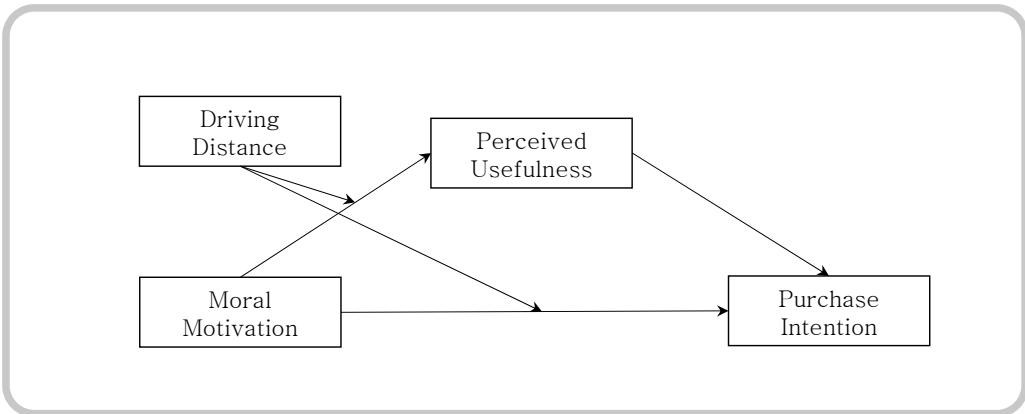 Driving
Distance
Perceived
Usefulness
Moral
Motivation
Purchase
Intention